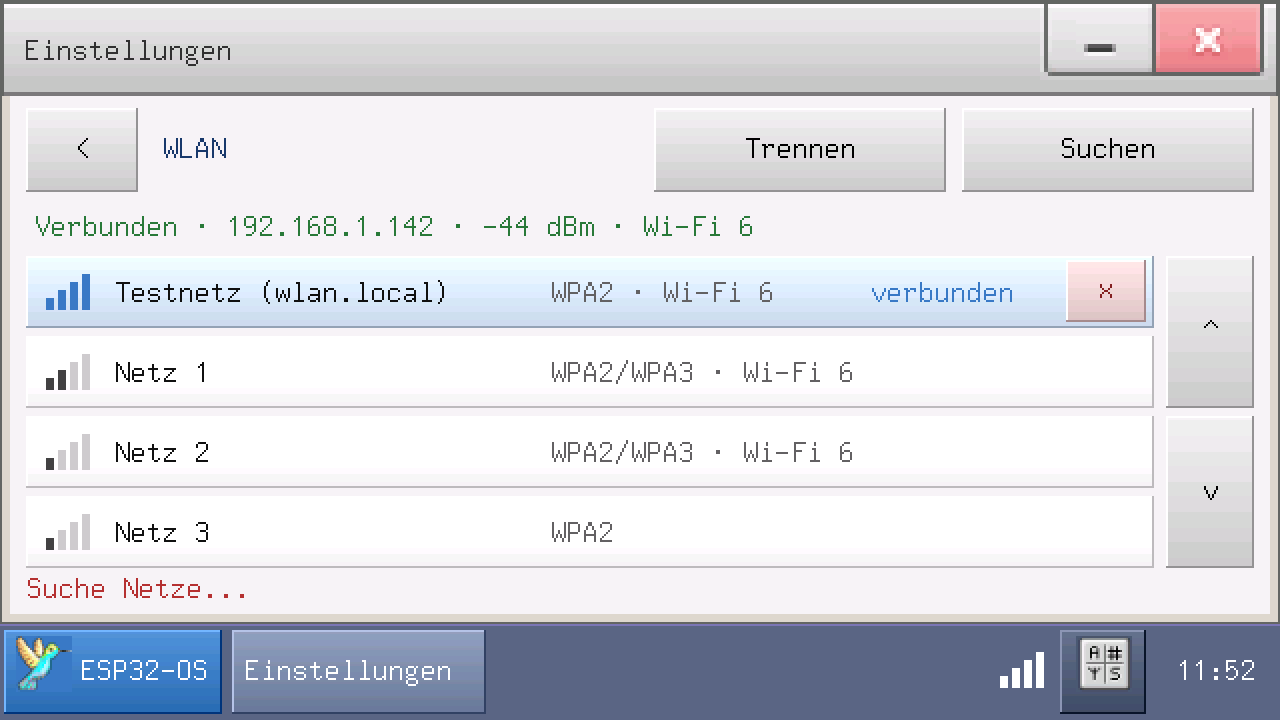 Einstellungen
< WLAN Trennen Suchen
Verbunden · 192.168.1.142 · -44 dBm · Wi-Fi 6
Testnetz (wlan.local) WPA2 · Wi-Fi 6 verbunden x
Netz 1 WPA2/WPA3 · Wi-Fi 6
Netz 2 WPA2/WPA3 · Wi-Fi 6
Netz 3 WPA2
^
v
Suche Netze...
ESP32-OS Einstellungen A # Y S 11:52